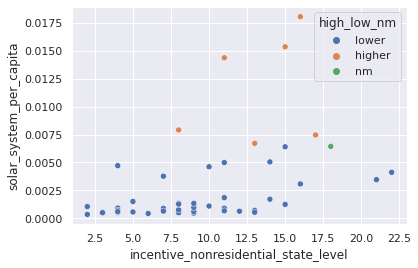 high_low_nm
lower
higher
nm
0.0175
0.0150
0.0125
0.0100
0.0075
0.0050
0.0025
0.0000
solar_system_per_capita
2.5 5.0 7.5 10.0 12.5 15.0 17.5 20.0 22.5
incentive_nonresidential_state_level